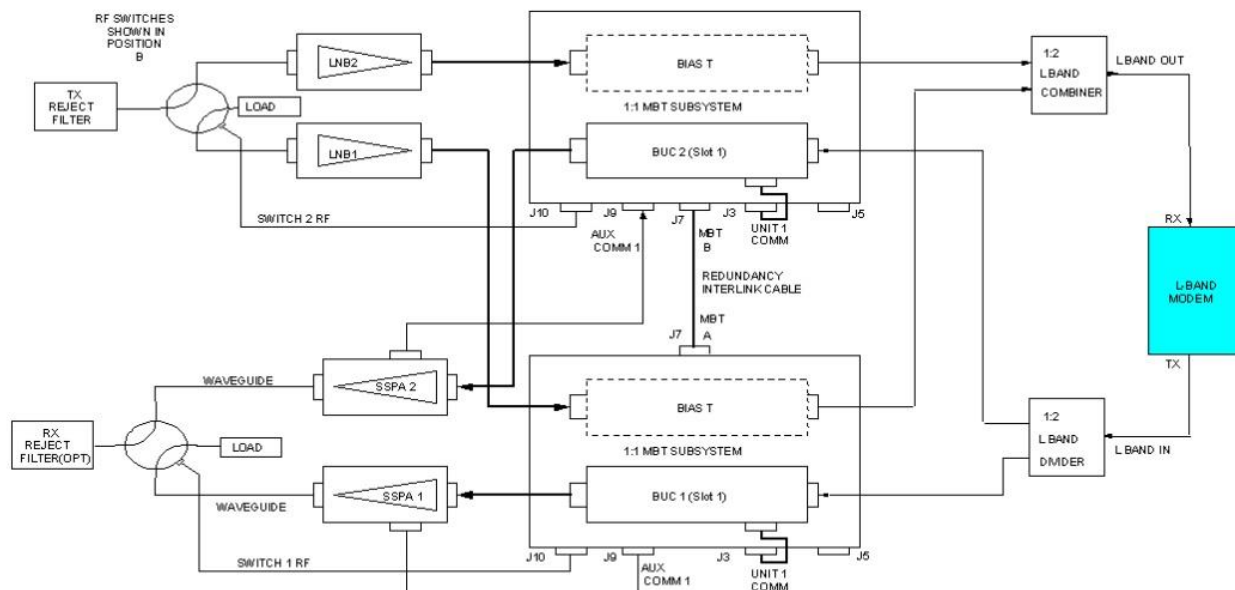 RF SWITCHES
SHOWN IN
POSITION
B
LNB2
BIAS T
1:2
L BAND
COMBINER
L BAND OUT
TX
REJECT
FILTER
LOAD
1:1 MBT SUBSYSTEM
LNB1
BUC 2 (Slot 1)
SWITCH 2 RF
J10
J9
J7
J3
J5
AUX
COMM 1
MBT
B
UNIT 1
COMM
RX
REDUNDANCY
INTERLINK CABLE
L-BAND
MODEM
MBT
A
J7
TX
WAVEGUIDE
SSPA 2
BIAS T
1:2
L BAND
DIVIDER
L BAND IN
RX
REJECT
FILTER(OPT)
LOAD
1:1 MBT SUBSYSTEM
SSPA 1
BUC 1 (Slot 1)
WAVEGUIDE
SWITCH 1 RF
J10
J9
J3
J5
AUX
COMM 1
UNIT 1
COMM